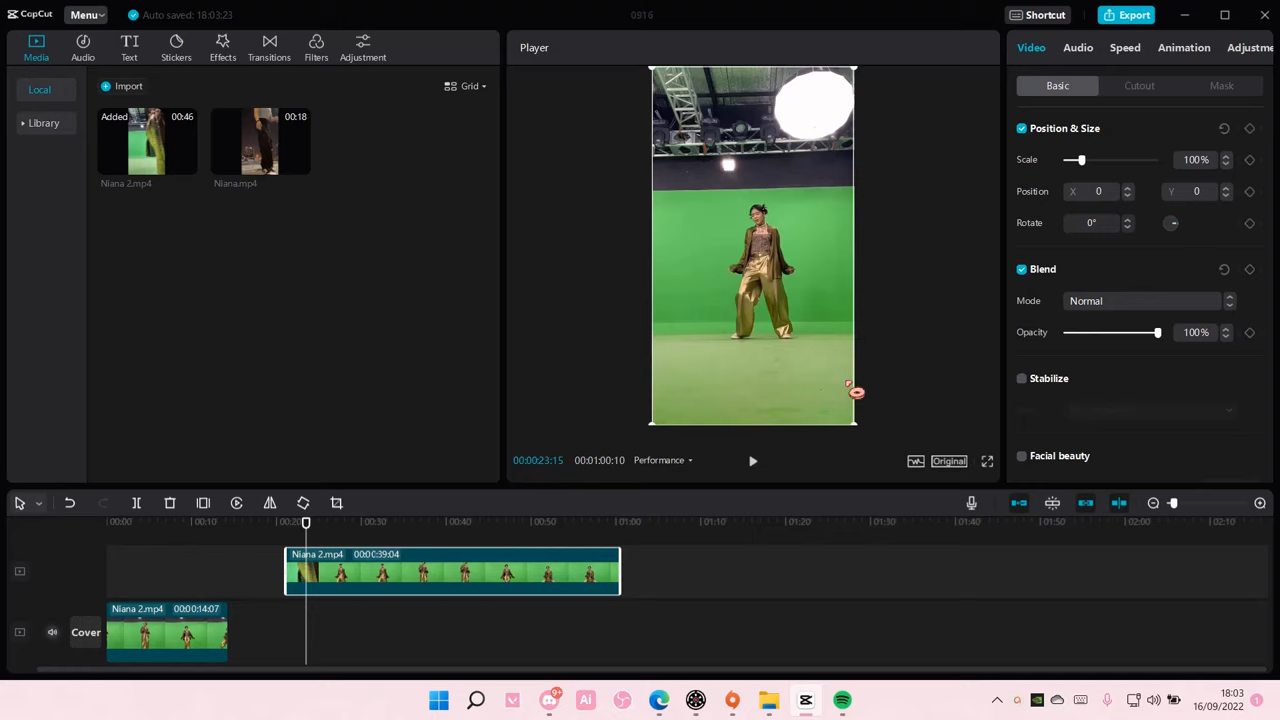 CapCut
Menu
Auto saved: 18:03:23
0916
Shortcut
Export
Media
Audio
Text
Stickers
Effects
Transitions
Filters
Adjustment
Local
Library
Import
Grid
Added
00:46
00:18
Niana 2.mp4
Niana.mp4
Player
00:00:23:15
00:01:00:10
Performance
Original
Video
Audio
Speed
Animation
Adjustme
Basic
Cutout
Mask
Position & Size
Scale
100%
Position
X 0
Y 0
Rotate
0°
Blend
Mode
Normal
Opacity
100%
Stabilize
Facial beauty
00:00
00:10
00:20
00:30
00:40
00:50
01:00
01:10
01:20
01:30
01:40
01:50
02:00
02:10
Niana 2.mp4 00:00:39:04
Niana 2.mp4 00:00:14:07
Cover
9+
Ai
18:03
16/09/2022
1